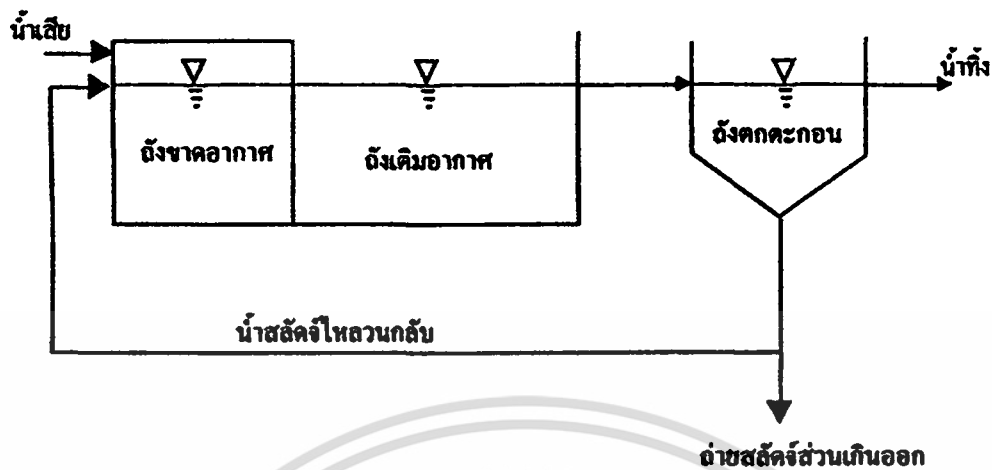 น้ำเสีย
น้ำทิ้ง
ถังขาดอากาศ
ถังเติมอากาศ
ถังตกตะกอน
น้ำสลัดจ์ไหลวนกลับ
ถ่ายสลัดจ์ส่วนเกินออก